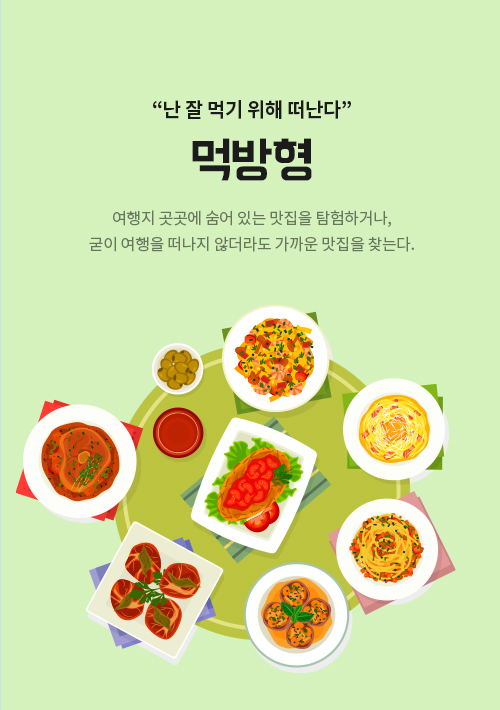 “난 잘 먹기 위해 떠난다”
먹방형
여행지 곳곳에 숨어 있는 맛집을 탐험하거나,
굳이 여행을 떠나지 않더라도 가까운 맛집을 찾는다.